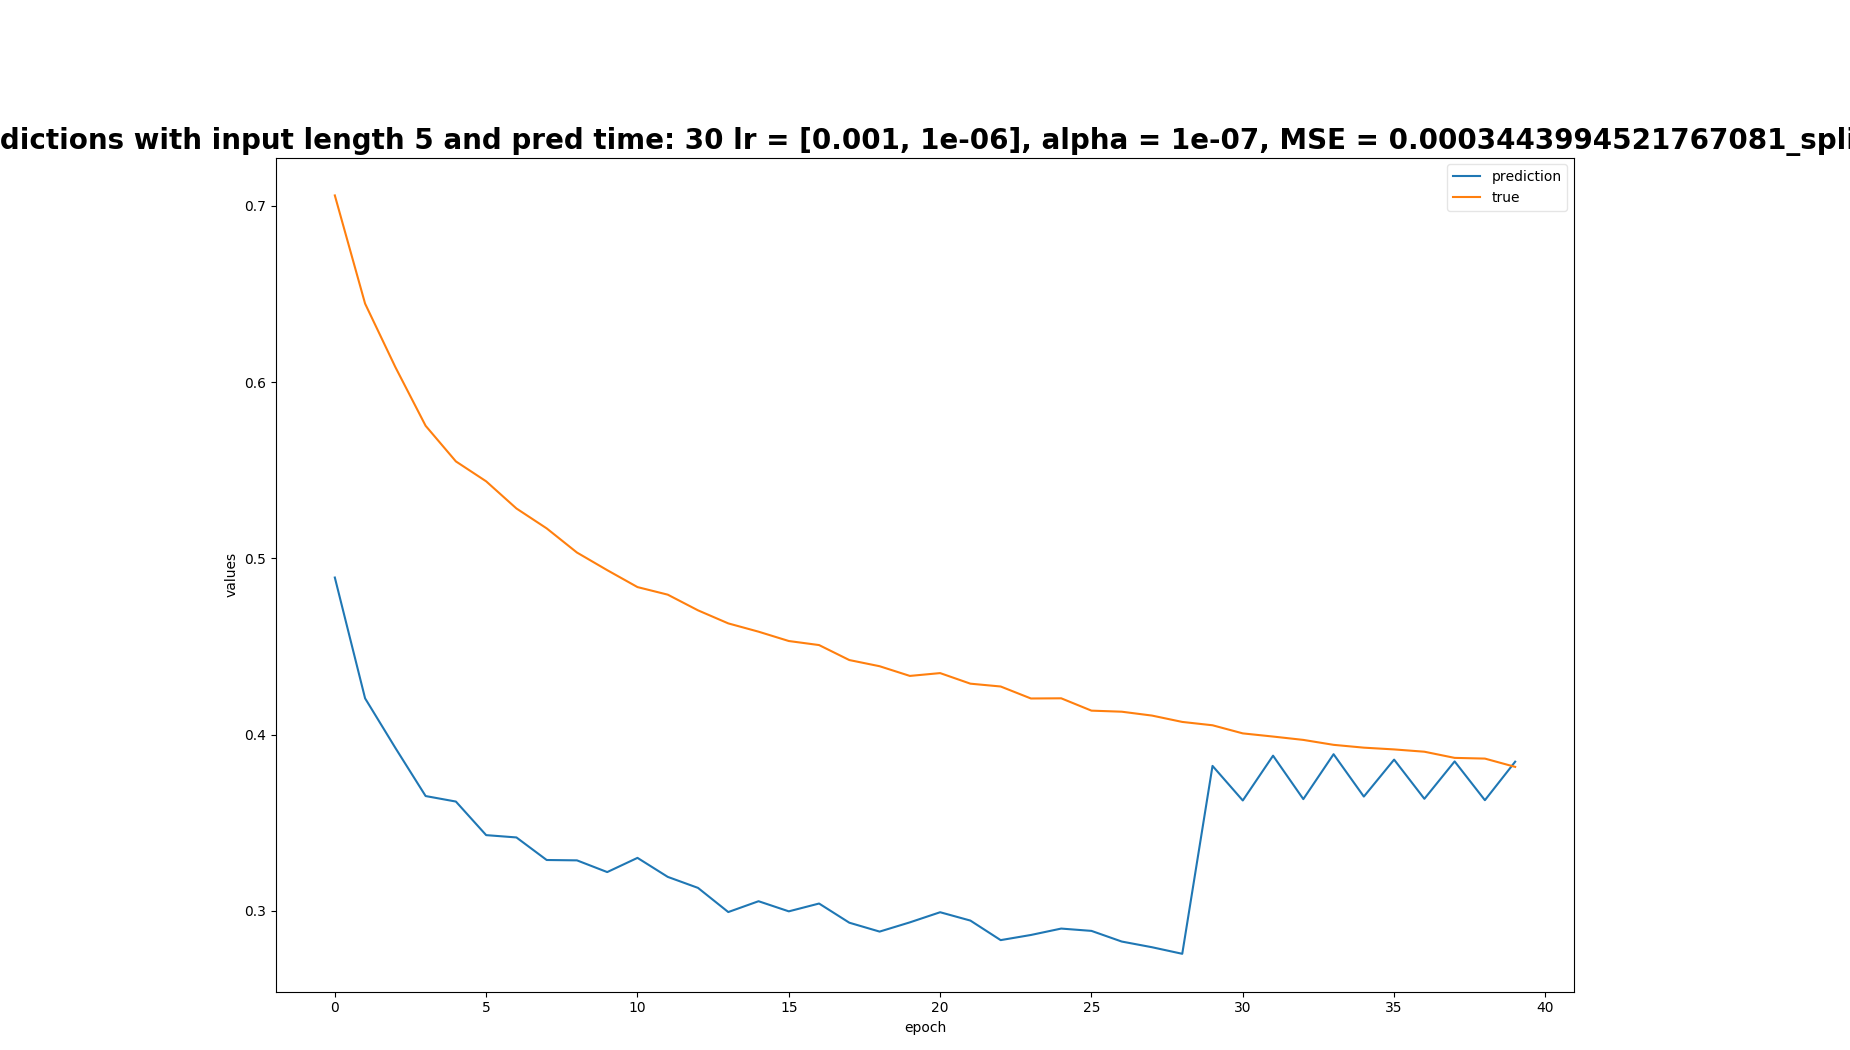 dictions with input length 5 and pred time: 30 lr = [0.001, 1e-06], alpha = 1e-07, MSE = 0.0003443994521767081_spli
prediction
true
0.7
0.6
0.5
0.4
0.3
values
0
5
10
15
20
25
30
35
40
epoch